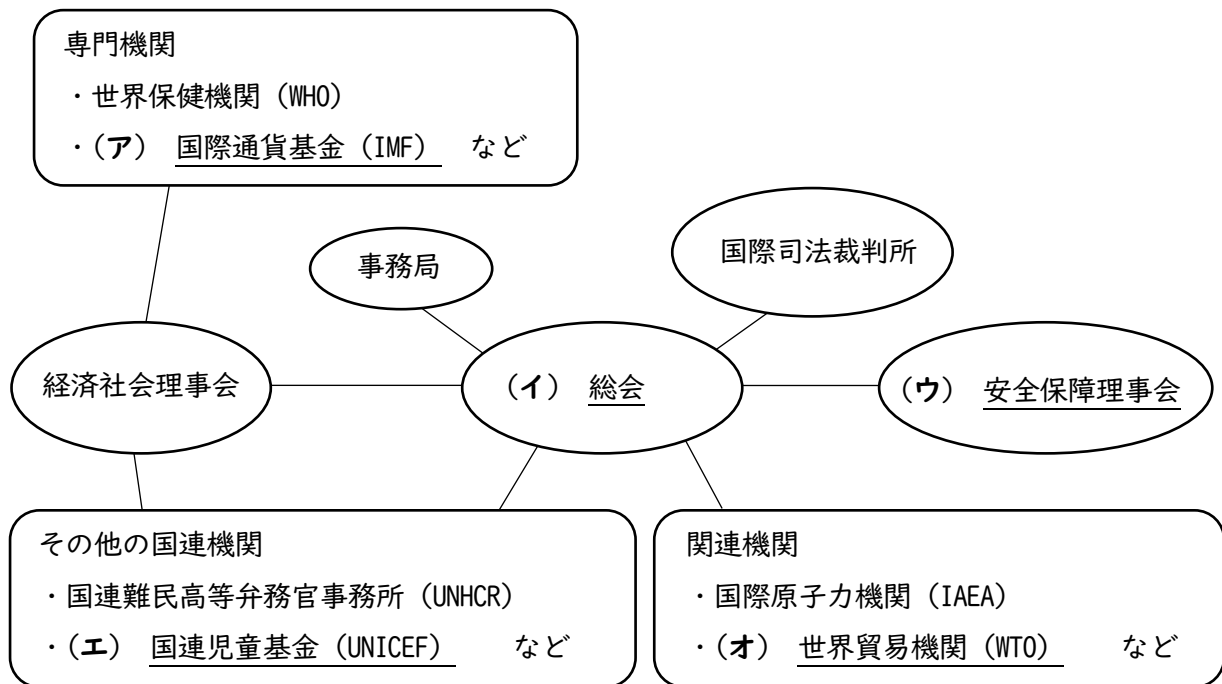 専門機関
・世界保健機関(WHO)
・(ア) 国際通貨基金(IMF) など
事務局
国際司法裁判所
経済社会理事会
(イ) 総会
(ウ) 安全保障理事会
その他の国連機関
・国連難民高等弁務官事務所(UNHCR)
・(エ) 国連児童基金(UNICEF) など
関連機関
・国際原子力機関(IAEA)
・(オ) 世界貿易機関(WTO) など